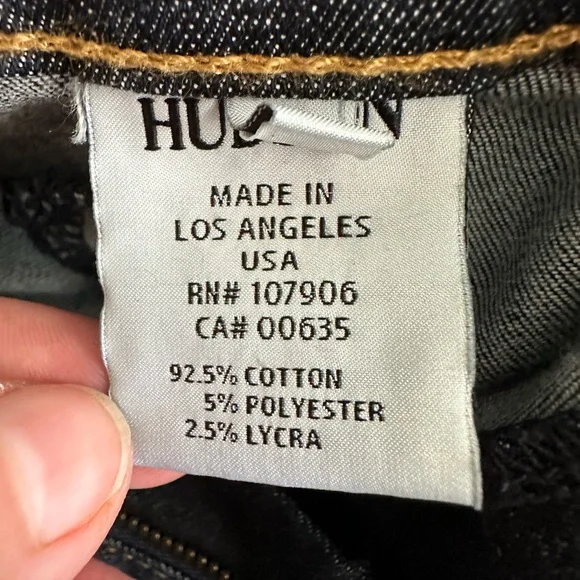 MADE IN
LOS ANGELES
USA
RN# 107906
CA# 00635
92.5% COTTON
5% POLYESTER
2.5% LYCRA